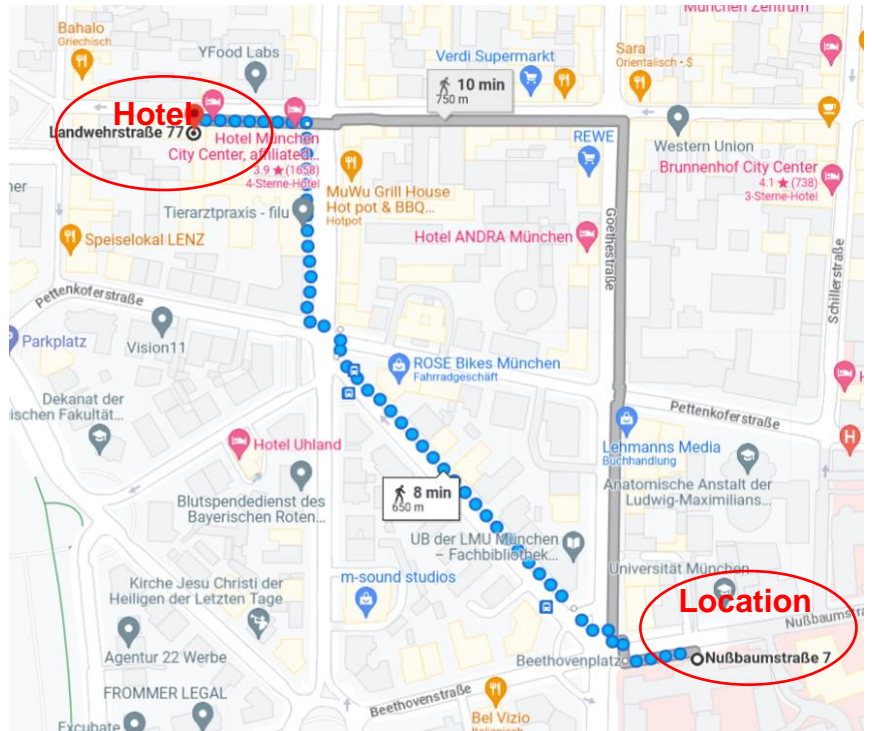 München Zentrum
Bahalo
Griechisch
YFood Labs
Verdi Supermarkt
Sara
Orientalisch • $
10 min
750 m
Hotel
Landwehrstraße 77
Hotel München
City Center, affiliated...
3.9 ★ (1658)
4-Sterne-Hotel
REWE
Western Union
Brunnenhof City Center
4.1 ★ (738)
3-Sterne-Hotel
MuWu Grill House
Hot pot & BBQ...
Hotpot
Tierarztpraxis - filu
Speiselokal LENZ
Hotel ANDRA München
Goethestraße
Schillerstraße
Pettenkoferstraße
Parkplatz
Vision11
ROSE Bikes München
Fahrradgeschäft
Dekanat der
ischen Fakultät...
Pettenkoferstraße
Hotel Uhland
Lehmanns Media
Buchhandlung
H
Anatomische Anstalt der
Ludwig-Maximilians...
8 min
650 m
Blutspendedienst des
Bayerischen Roten...
UB der LMU München
– Fachbibliothek...
Universität München
m-sound studios
Kirche Jesu Christi der
Heiligen der Letzten Tage
Location
Nußbaumstra
Agentur 22 Werbe
Beethovenplatz
Nußbaumstraße 7
FROMMER LEGAL
Beethovenstraße
Bel Vizio
Excubate